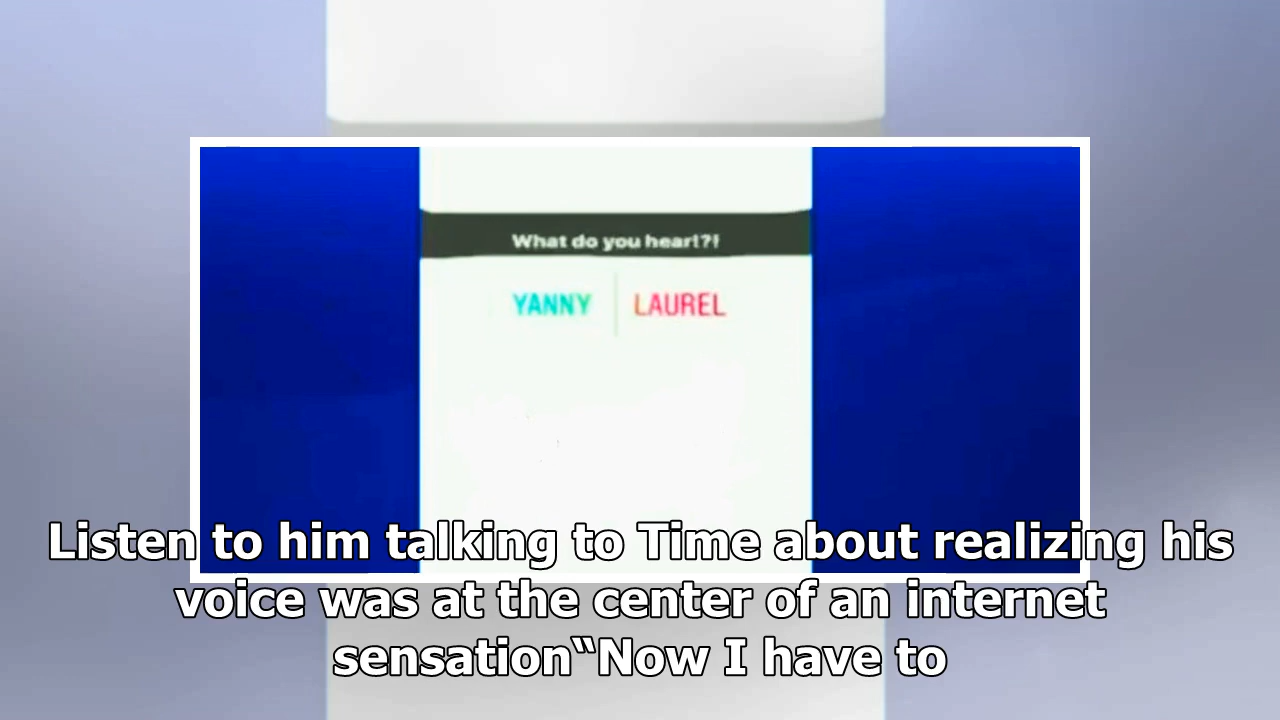 What do you hear!?!
YANNY LAUREL
Listen to him talking to Time about realizing his
voice was at the center of an internet
sensation“Now I have to